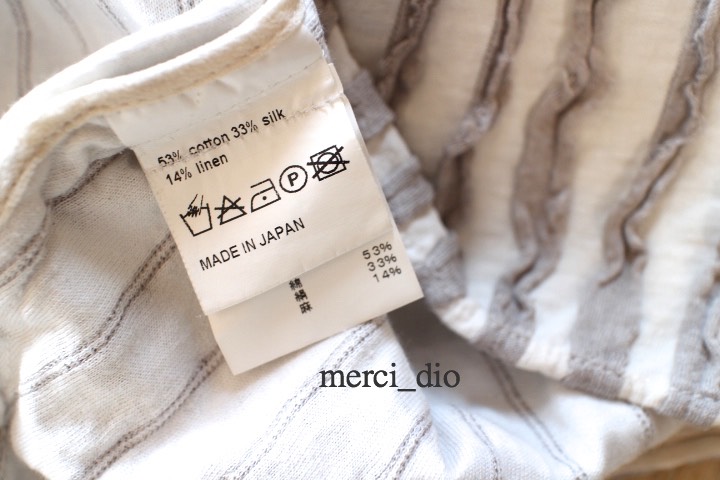 53% cotton 33% silk
14% linen
P
MADE IN JAPAN
綿 53%
絹 33%
麻 14%
merci_dio